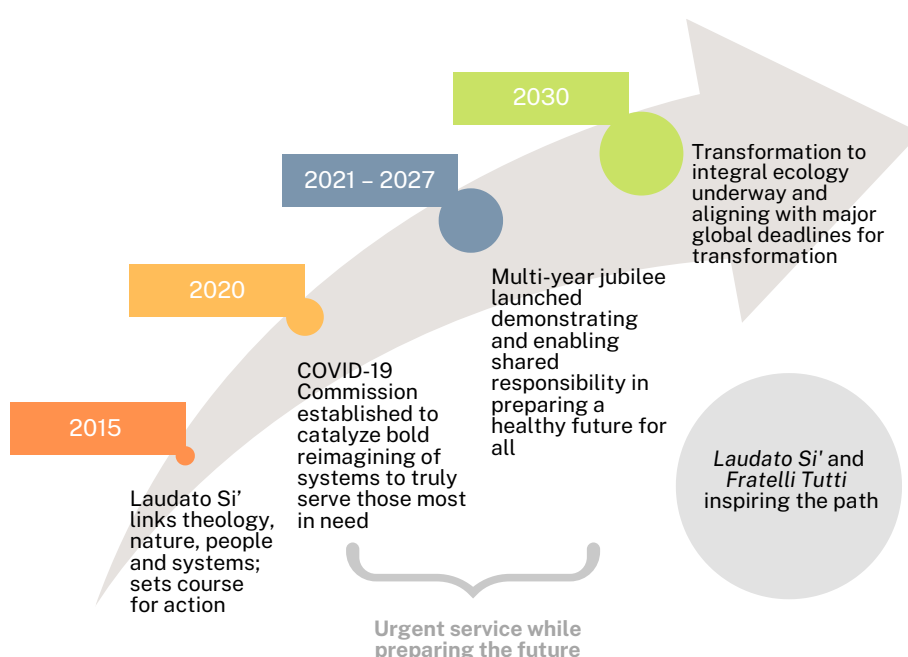 2030
Transformation to
integral ecology
underway and
aligning with major
global deadlines for
transformation
2021 – 2027
Multi-year jubilee
launched
demonstrating
and enabling
shared
responsibility in
preparing a
healthy future for
all
2020
COVID-19
Commission
established to
catalyze bold
reimagining of
systems to truly
serve those most
in need
2015
Laudato Si’
links theology,
nature, people
and systems;
sets course
for action
Laudato Si' and
Fratelli Tutti
inspiring the path
Urgent service while
preparing the future